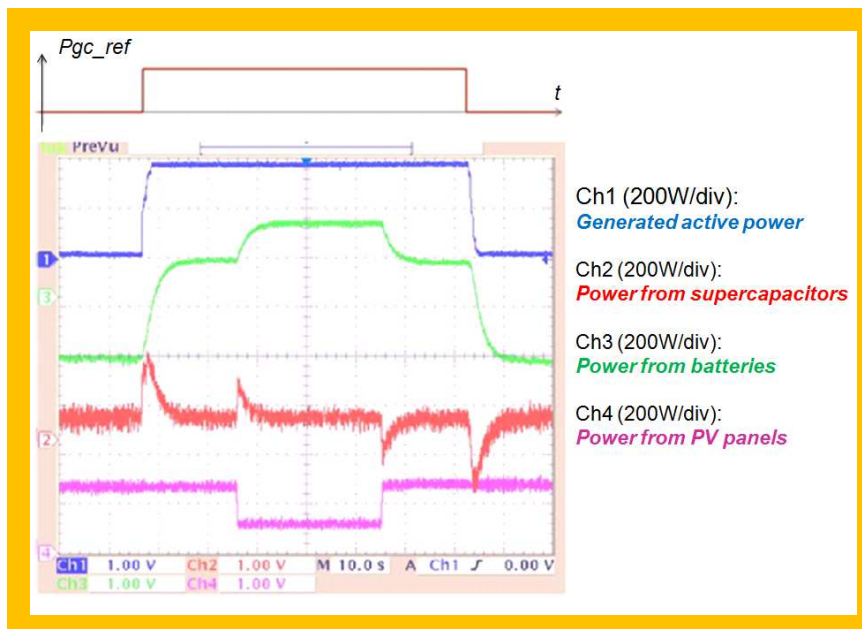 Pgc_ref
t
PreVu
1
3
2
4
Ch1 1.00 V Ch2 1.00 V M 10.0 s A Ch1 ʃ 0.00 V
Ch3 1.00 V Ch4 1.00 V
Ch1 (200W/div):
Generated active power
Ch2 (200W/div):
Power from supercapacitors
Ch3 (200W/div):
Power from batteries
Ch4 (200W/div):
Power from PV panels